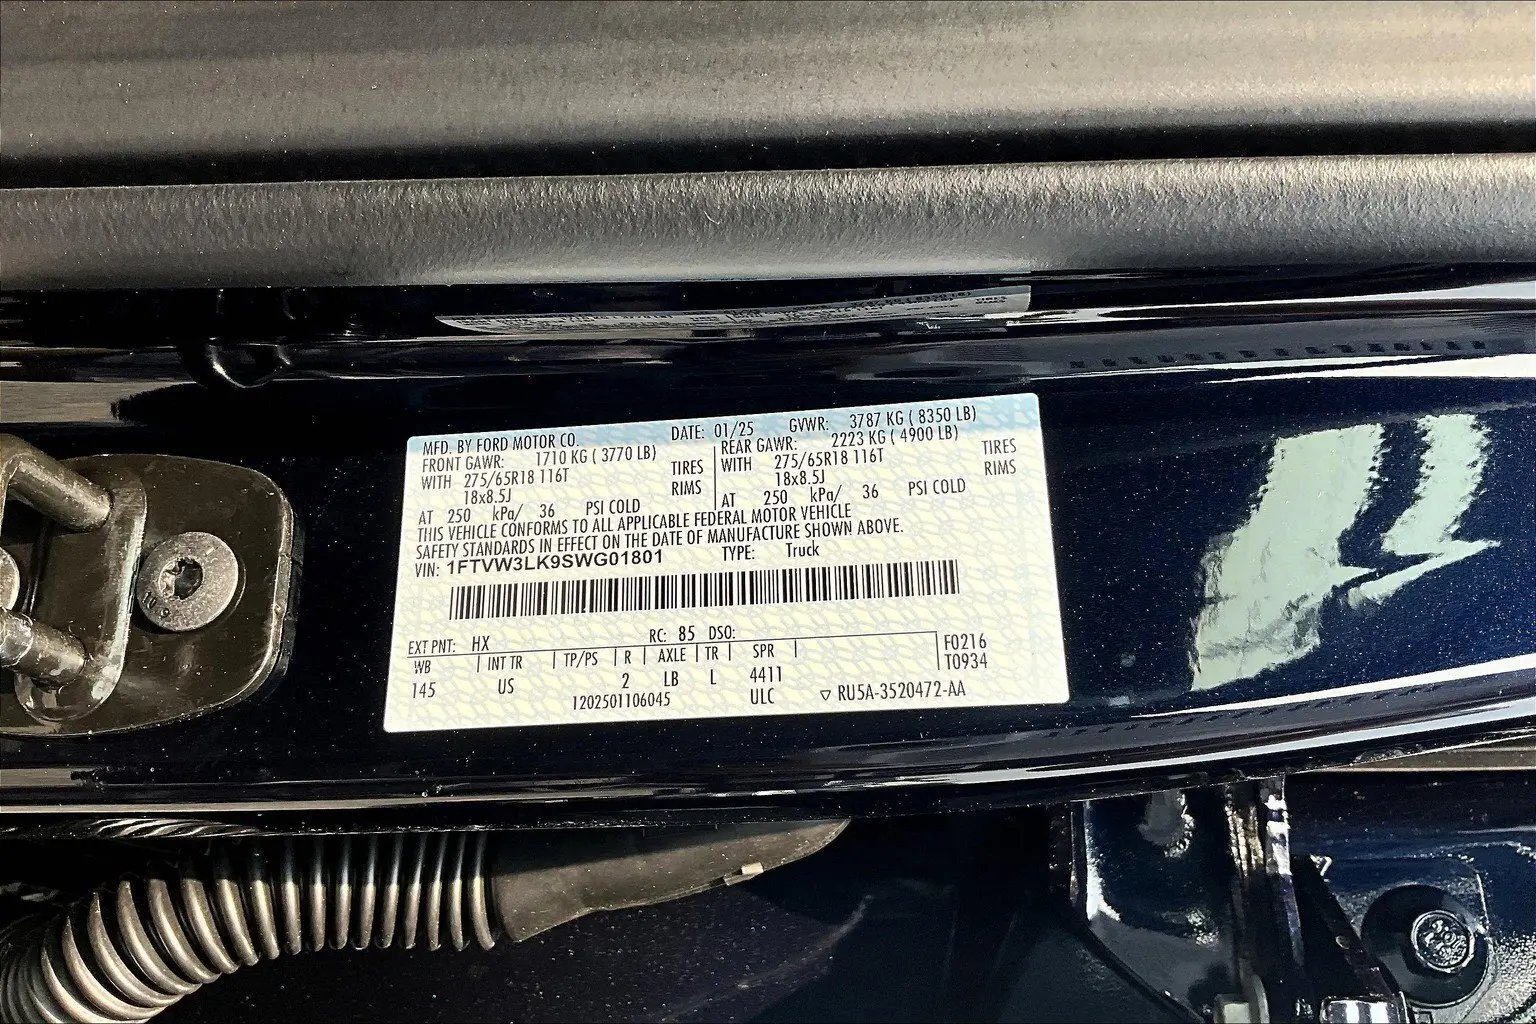 MFD. BY FORD MOTOR CO. DATE: 01/25 GVWR: 3787 KG ( 8350 LB)
FRONT GAWR: 1710 KG ( 3770 LB) REAR GAWR: 2223 KG ( 4900 LB)
WITH 275/65R18 116T TIRES WITH 275/65R18 116T TIRES
18x8.5J RIMS 18x8.5J RIMS
AT 250 kPa/ 36 PSI COLD AT 250 kPa/ 36 PSI COLD
THIS VEHICLE CONFORMS TO ALL APPLICABLE FEDERAL MOTOR VEHICLE
SAFETY STANDARDS IN EFFECT ON THE DATE OF MANUFACTURE SHOWN ABOVE.
VIN: 1FTVW3LK9SWG01801 TYPE: Truck
EXT PNT: HX RC: 85 DSO: F0216
WB INT TR TP/PS R AXLE TR SPR T0934
145 US 2 LB L 4411
1202501106045 ULC ▽ RU5A-3520472-AA